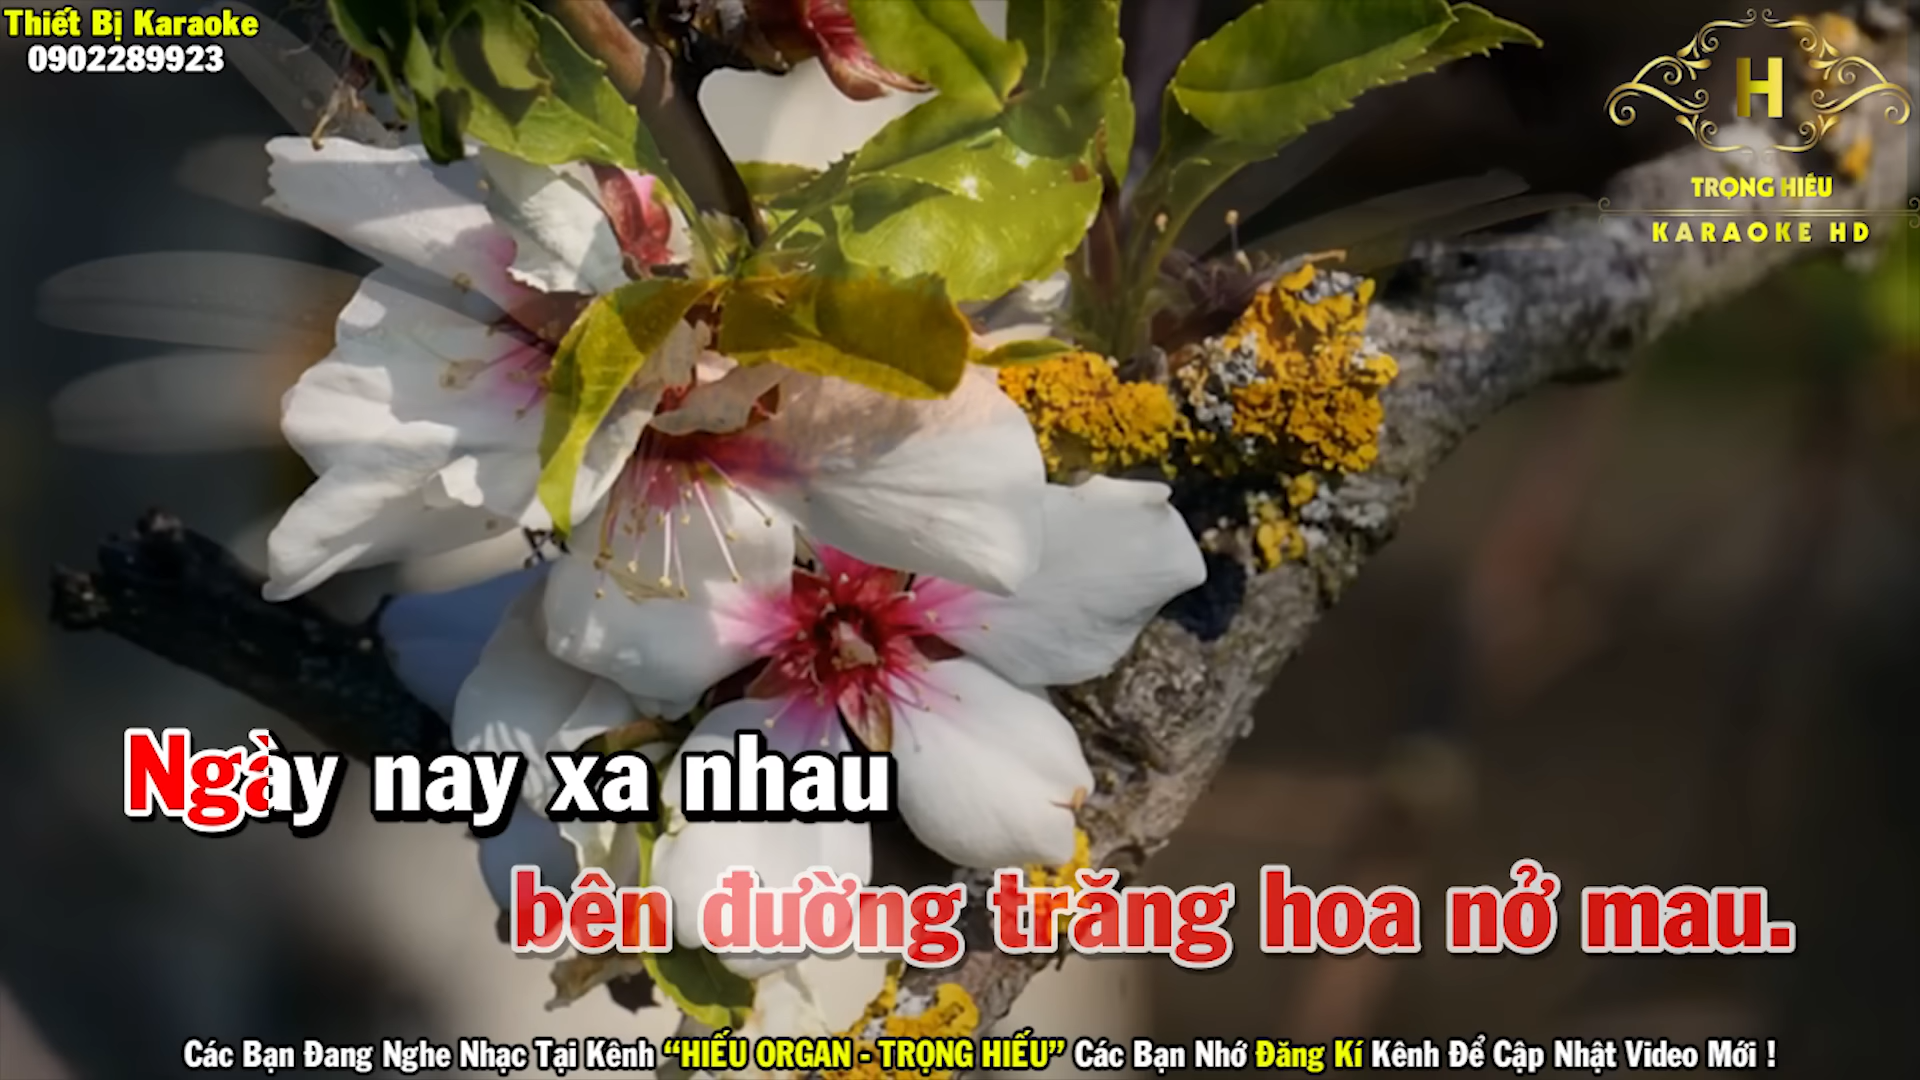 Thiết Bị Karaoke
0902289923
H
TRỌNG HIẾU
KARAOKE HD
Ngày nay xa nhau
bên đường trăng hoa nở mau.
Các Bạn Đang Nghe Nhạc Tại Kênh “HIẾU ORGAN - TRỌNG HIẾU” Các Bạn Nhớ Đăng Kí Kênh Để Cập Nhật Video Mới !